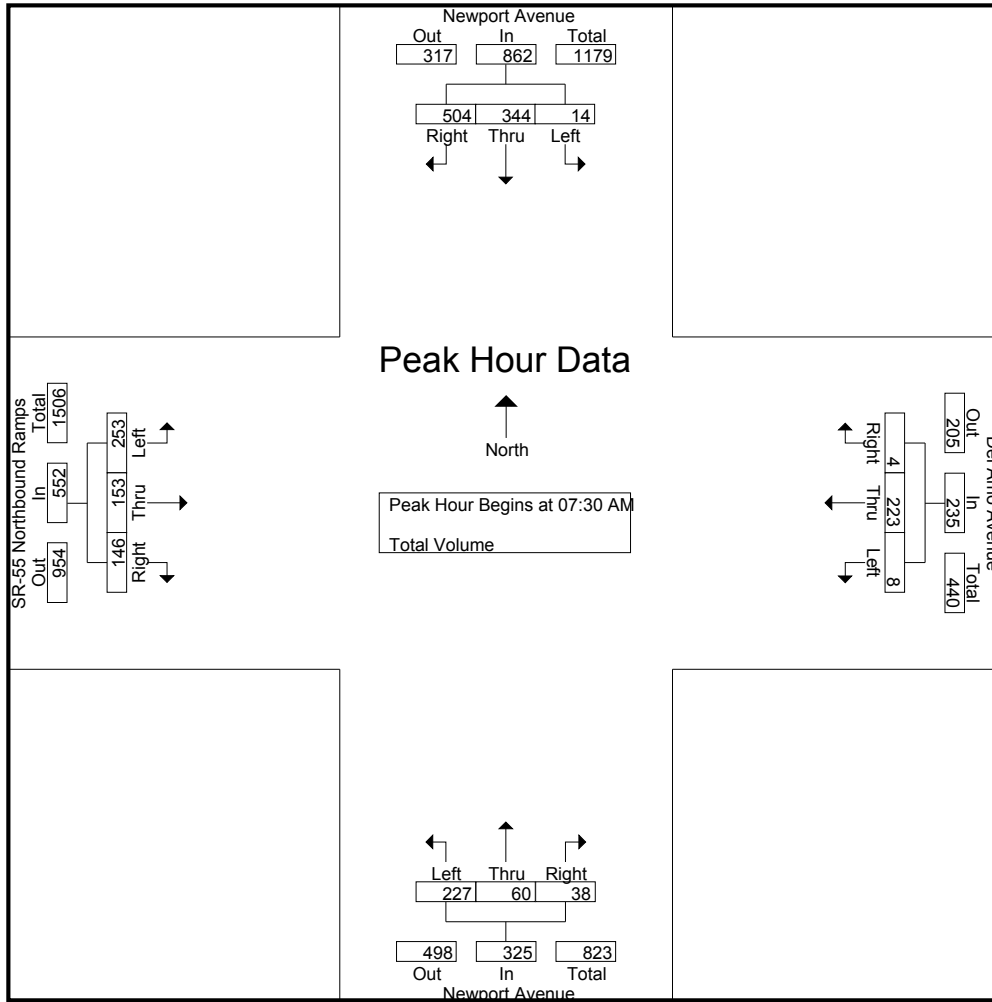 Newport Avenue
Out In Total
317 862 1179
504 344 14
Right Thru Left
Peak Hour Data
North
Peak Hour Begins at 07:30 AM
Total Volume
SR-55 Northbound Ramps
Total In Out
1506 552 954
253 153 146
Left Thru Right
Right Thru Left
4 223 8
205 235 440
Out In Total
Del Amo Avenue
Left Thru Right
227 60 38
498 325 823
Out In Total
Newport Avenue